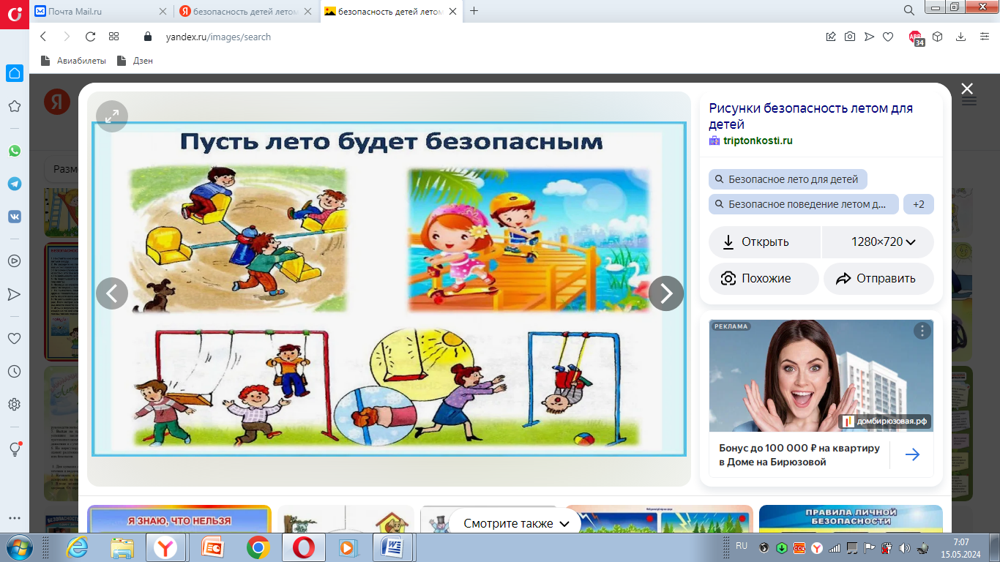 Почта Mail.ru
безопасность детей летом
безопасность детей летом
yandex.ru/images/search
34
Авиабилеты
Дзен
Я
Пусть лето будет безопасным
Рисунки безопасность летом для
детей
triptonkosti.ru
Безопасное лето для детей
Безопасное поведение летом д...
+2
Открыть
1280×720
Похожие
Отправить
РЕКЛАМА
домбирюзовая.рф
Бонус до 100 000 ₽ на квартиру
в Доме на Бирюзовой
Я ЗНАЮ, ЧТО НЕЛЬЗЯ
ПРАВИЛА ЛИЧНОЙ
БЕЗОПАСНОСТИ
Смотрите также
RU
7:07
15.05.2024